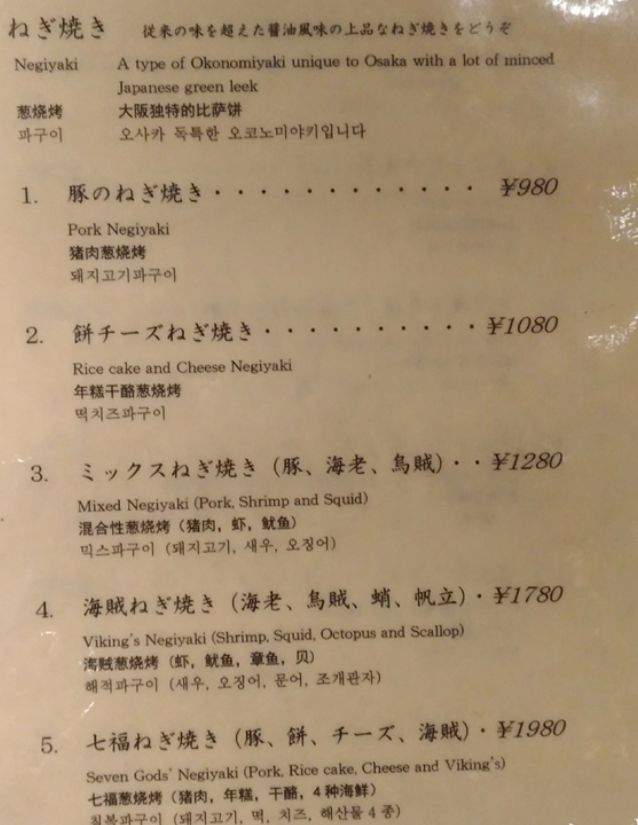 ねぎ焼き 従来の味を超えた醤油風味の上品なねぎ焼きをどうぞ
Negiyaki A type of Okonomiyaki unique to Osaka with a lot of minced
Japanese green leek
葱烧烤 大阪独特的比萨饼
파구이 오사카 독특한 오코노미야키입니다
1. 豚のねぎ焼き・・・・・・・・・・・・ ¥980
Pork Negiyaki
猪肉葱烧烤
돼지고기파구이
2. 餅チーズねぎ焼き・・・・・・・・・・¥1080
Rice cake and Cheese Negiyaki
年糕干酪葱烧烤
떡치즈파구이
3. ミックスねぎ焼き（豚、海老、烏賊）・・¥1280
Mixed Negiyaki (Pork, Shrimp and Squid)
混合性葱烧烤（猪肉，虾，鱿鱼）
믹스파구이（돼지고기, 새우, 오징어）
4. 海賊ねぎ焼き（海老、烏賊、蛸、帆立）・¥1780
Viking's Negiyaki (Shrimp, Squid, Octopus and Scallop)
海贼葱烧烤（虾，鱿鱼，章鱼，贝）
해적파구이（새우, 오징어, 문어, 조개관자）
5. 七福ねぎ焼き（豚、餅、チーズ、海賊）・¥1980
Seven Gods' Negiyaki (Pork, Rice cake, Cheese and Viking's)
七福葱烧烤（猪肉，年糕，干酪，4种海鲜）
칠복파구이（돼지고기, 떡, 치즈, 해산물 4 종）